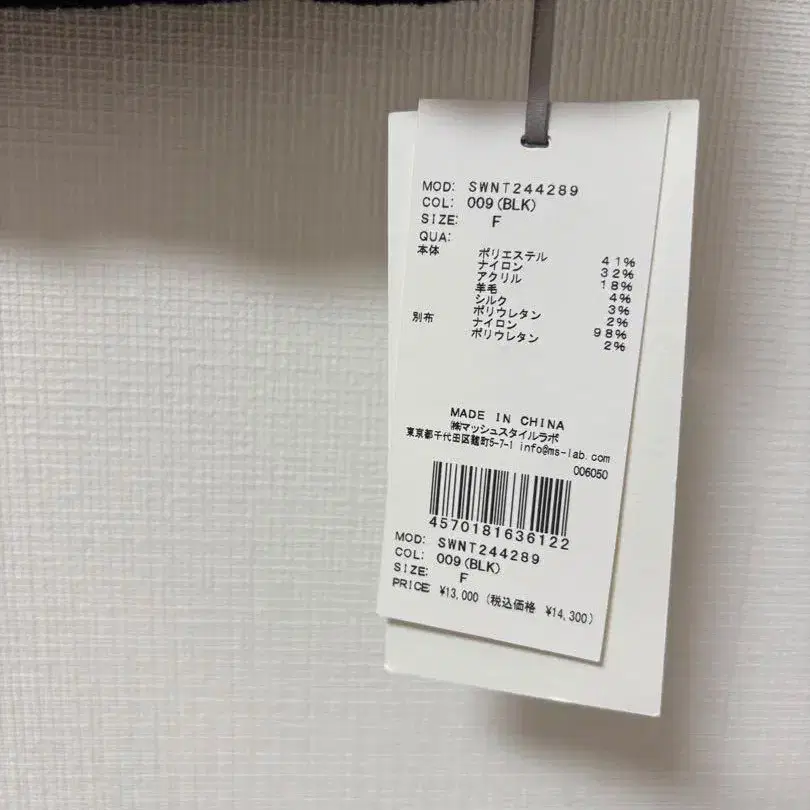 MOD: SWNT244289
COL: 009(BLK)
SIZE: F
QUA:
本体 ポリエステル 41%
ナイロン 32%
アクリル 18%
羊毛 4%
シルク 3%
ポリウレタン 2%
別布 ナイロン 98%
ポリウレタン 2%
MADE IN CHINA
㈱マッシュスタイルラボ
東京都千代田区麹町5-7-1 info@ms-lab.com
006050
4570181636122
MOD: SWNT244289
COL: 009(BLK)
SIZE: F
PRICE: ¥13,000 (税込価格 ¥14,300)